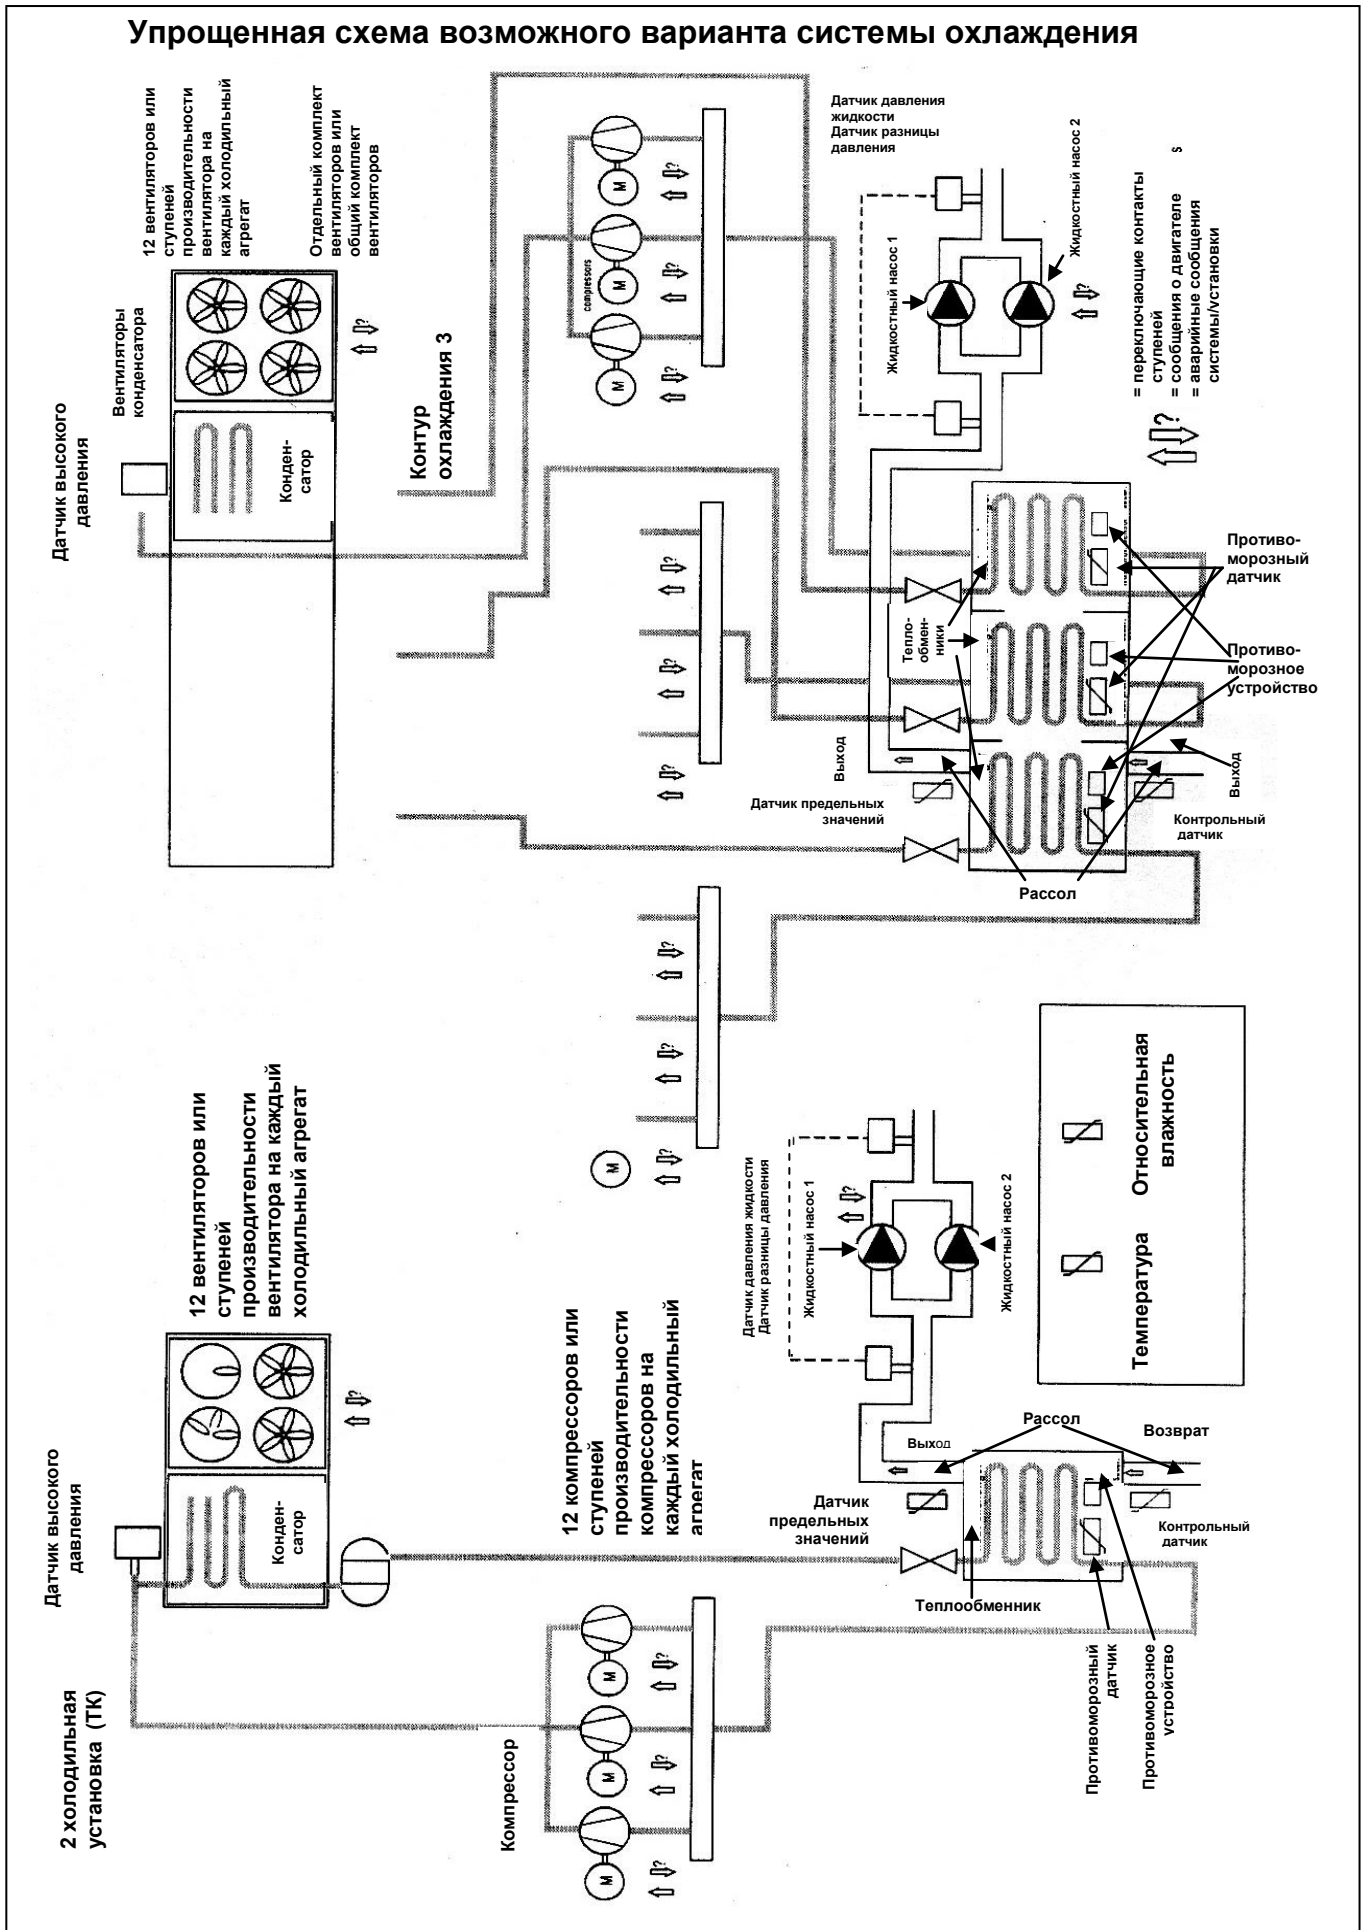 Упрощенная схема возможного варианта системы охлаждения
Датчик высокого
давления
Вентиляторы
конденсатора
12 вентиляторов или
ступеней
производительности
вентилятора на
каждый холодильный
агрегат
Отдельный комплект
вентиляторов или
общий комплект
вентиляторов
Конден-
сатор
Контур
охлаждения 3
compressors
M
M
M
Датчик давления
жидкости
Датчик разницы
давления
Жидкостный насос 1
Жидкостный насос 2
= переключающие контакты
ступеней
= сообщения о двигателе
= аварийные сообщения
системы/установки
s
?
Тепло-
обмен-
ники
Противо-
морозный
датчик
Противо-
морозное
устройство
Выход
Выход
Датчик предельных
значений
Контрольный
датчик
Рассол
M
2 холодильная
установка (ТК)
Датчик высокого
давления
12 вентиляторов или
ступеней
производительности
вентилятора на каждый
холодильный агрегат
Конден-
сатор
Компрессор
M
M
M
12 компрессоров или
ступеней
производительности
компрессоров на
каждый холодильный
агрегат
Датчик давления жидкости
Датчик разницы давления
Жидкостный насос 1
Жидкостный насос 2
Температура
Относительная
влажность
Выход
Рассол
Возврат
Датчик
предельных
значений
Контрольный
датчик
Теплообменник
Противоморозный
датчик
Противоморозное
устройство